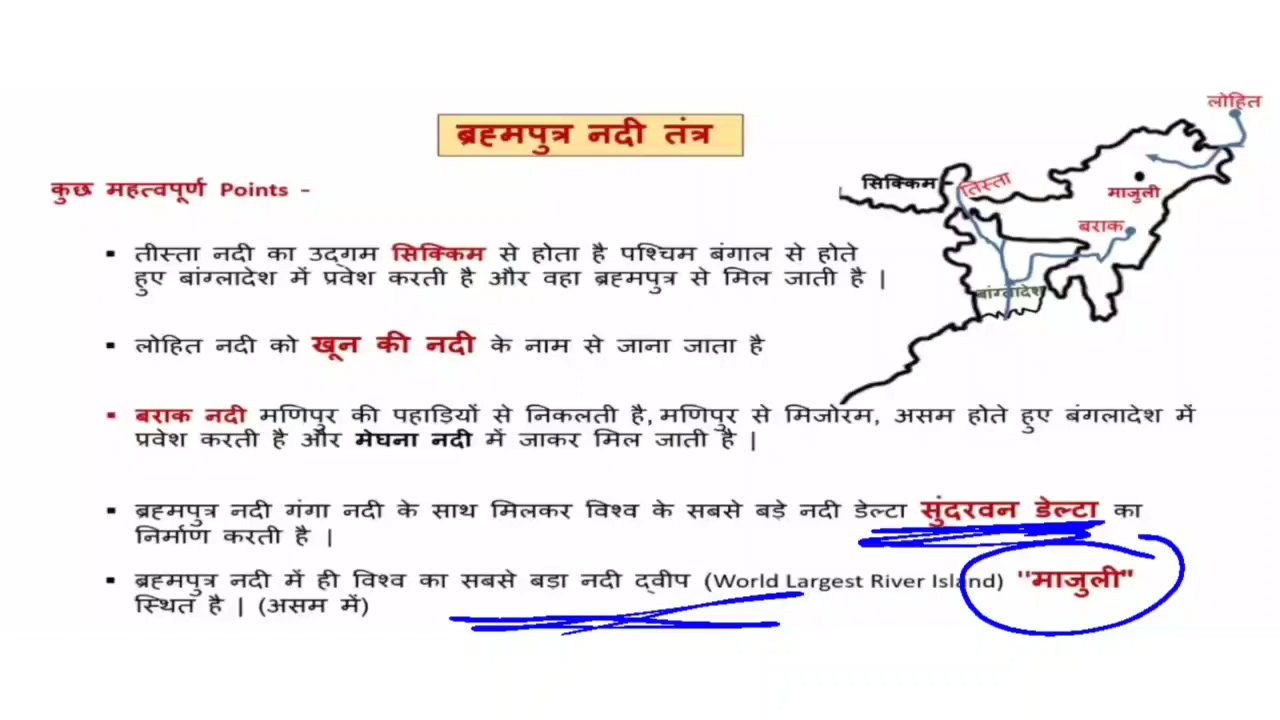 ब्रह्मपुत्र नदी तंत्र
कुछ महत्वपूर्ण Points -
लोहित
सिक्किम
तिस्ता
माजुली
बराक
बांग्लादेश
▪ तीस्ता नदी का उद्गम सिक्किम से होता है पश्चिम बंगाल से होते
हुए बांग्लादेश में प्रवेश करती है और वहा ब्रह्मपुत्र से मिल जाती है |
▪ लोहित नदी को खून की नदी के नाम से जाना जाता है
▪ बराक नदी मणिपुर की पहाड़ियों से निकलती है, मणिपुर से मिजोरम, असम होते हुए बंगलादेश में
प्रवेश करती है और मेघना नदी में जाकर मिल जाती है |
▪ ब्रह्मपुत्र नदी गंगा नदी के साथ मिलकर विश्व के सबसे बड़े नदी डेल्टा सुंदरवन डेल्टा का
निर्माण करती है |
▪ ब्रह्मपुत्र नदी में ही विश्व का सबसे बड़ा नदी द्वीप (World Largest River Island) "माजुली"
स्थित है | (असम में)